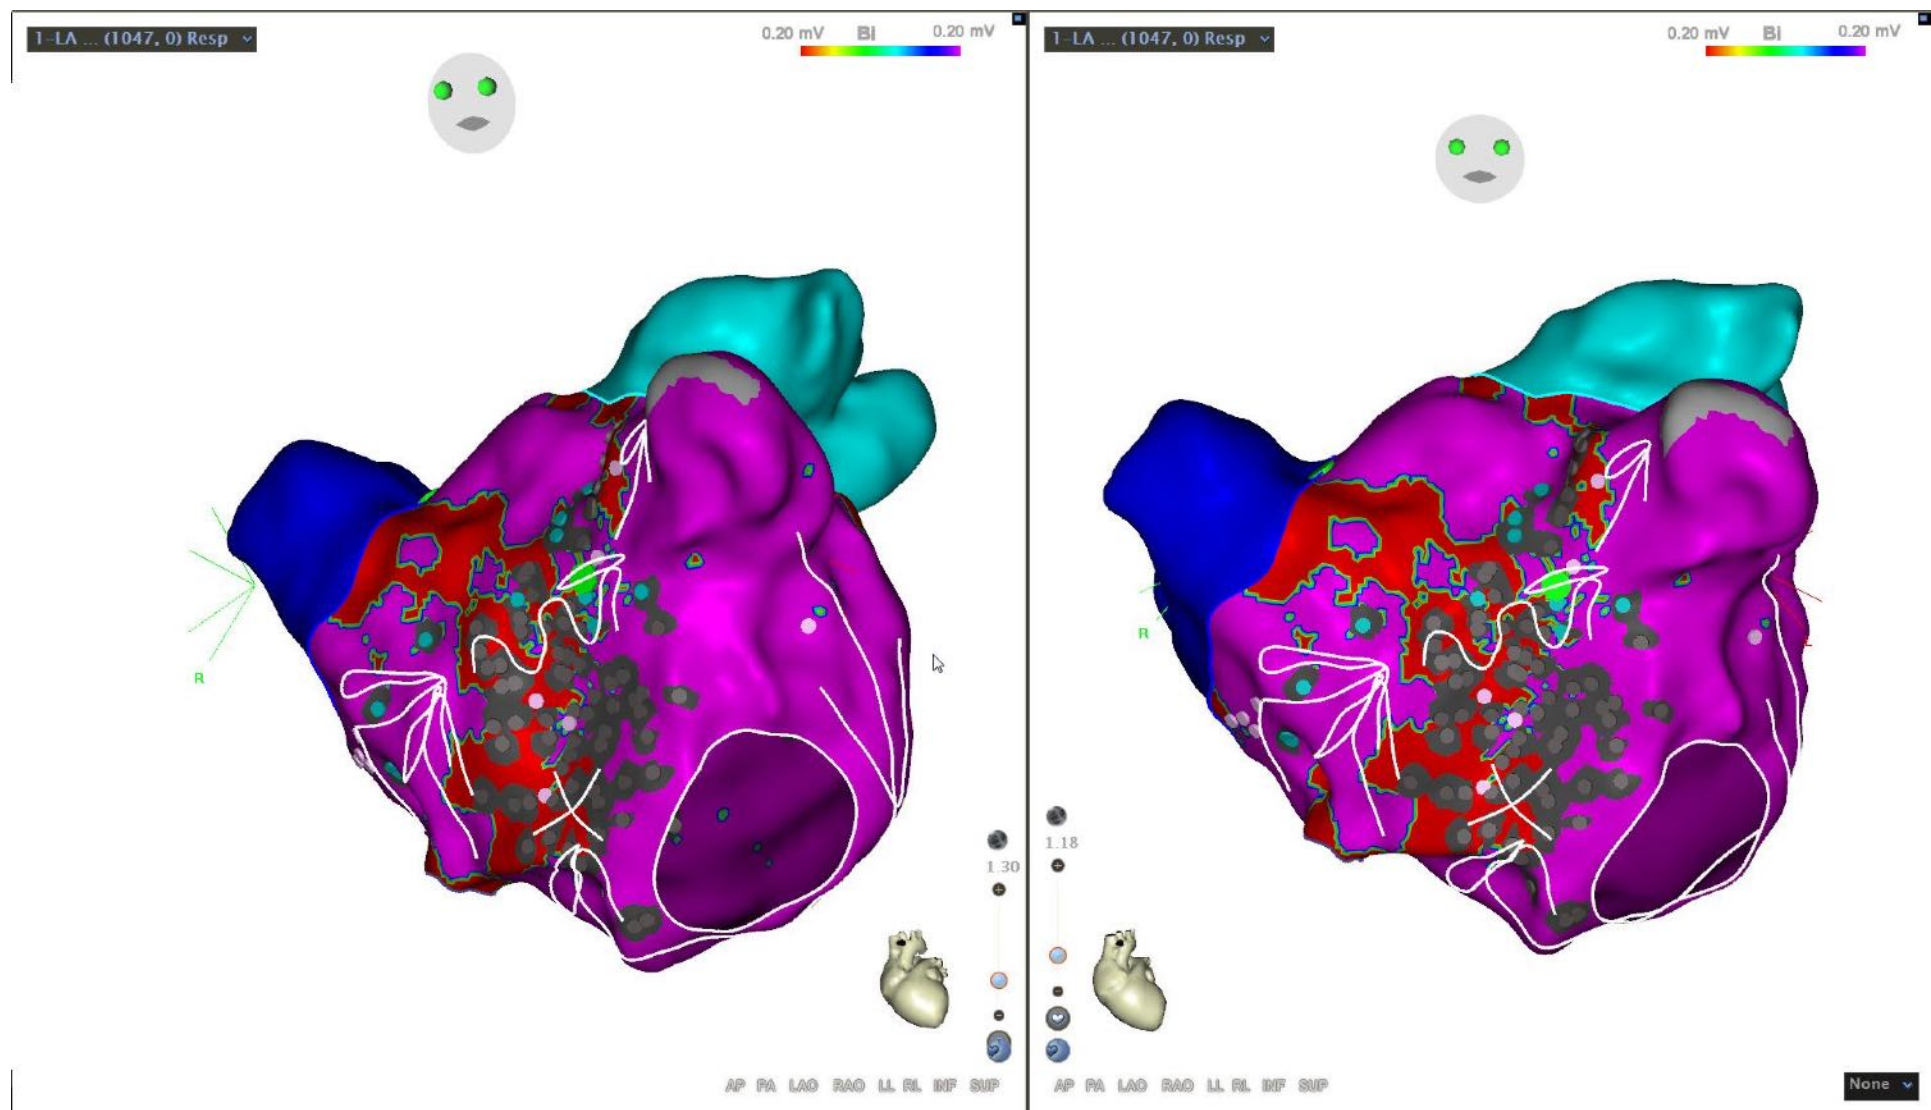 1-LA ... (1047, 0) Resp
0.20 mV Bi 0.20 mV
R
1.30
AP PA LAO RAO LL RL INF SUP
1-LA ... (1047, 0) Resp
0.20 mV Bi 0.20 mV
R
L
1.18
AP PA LAO RAO LL RL INF SUP
None